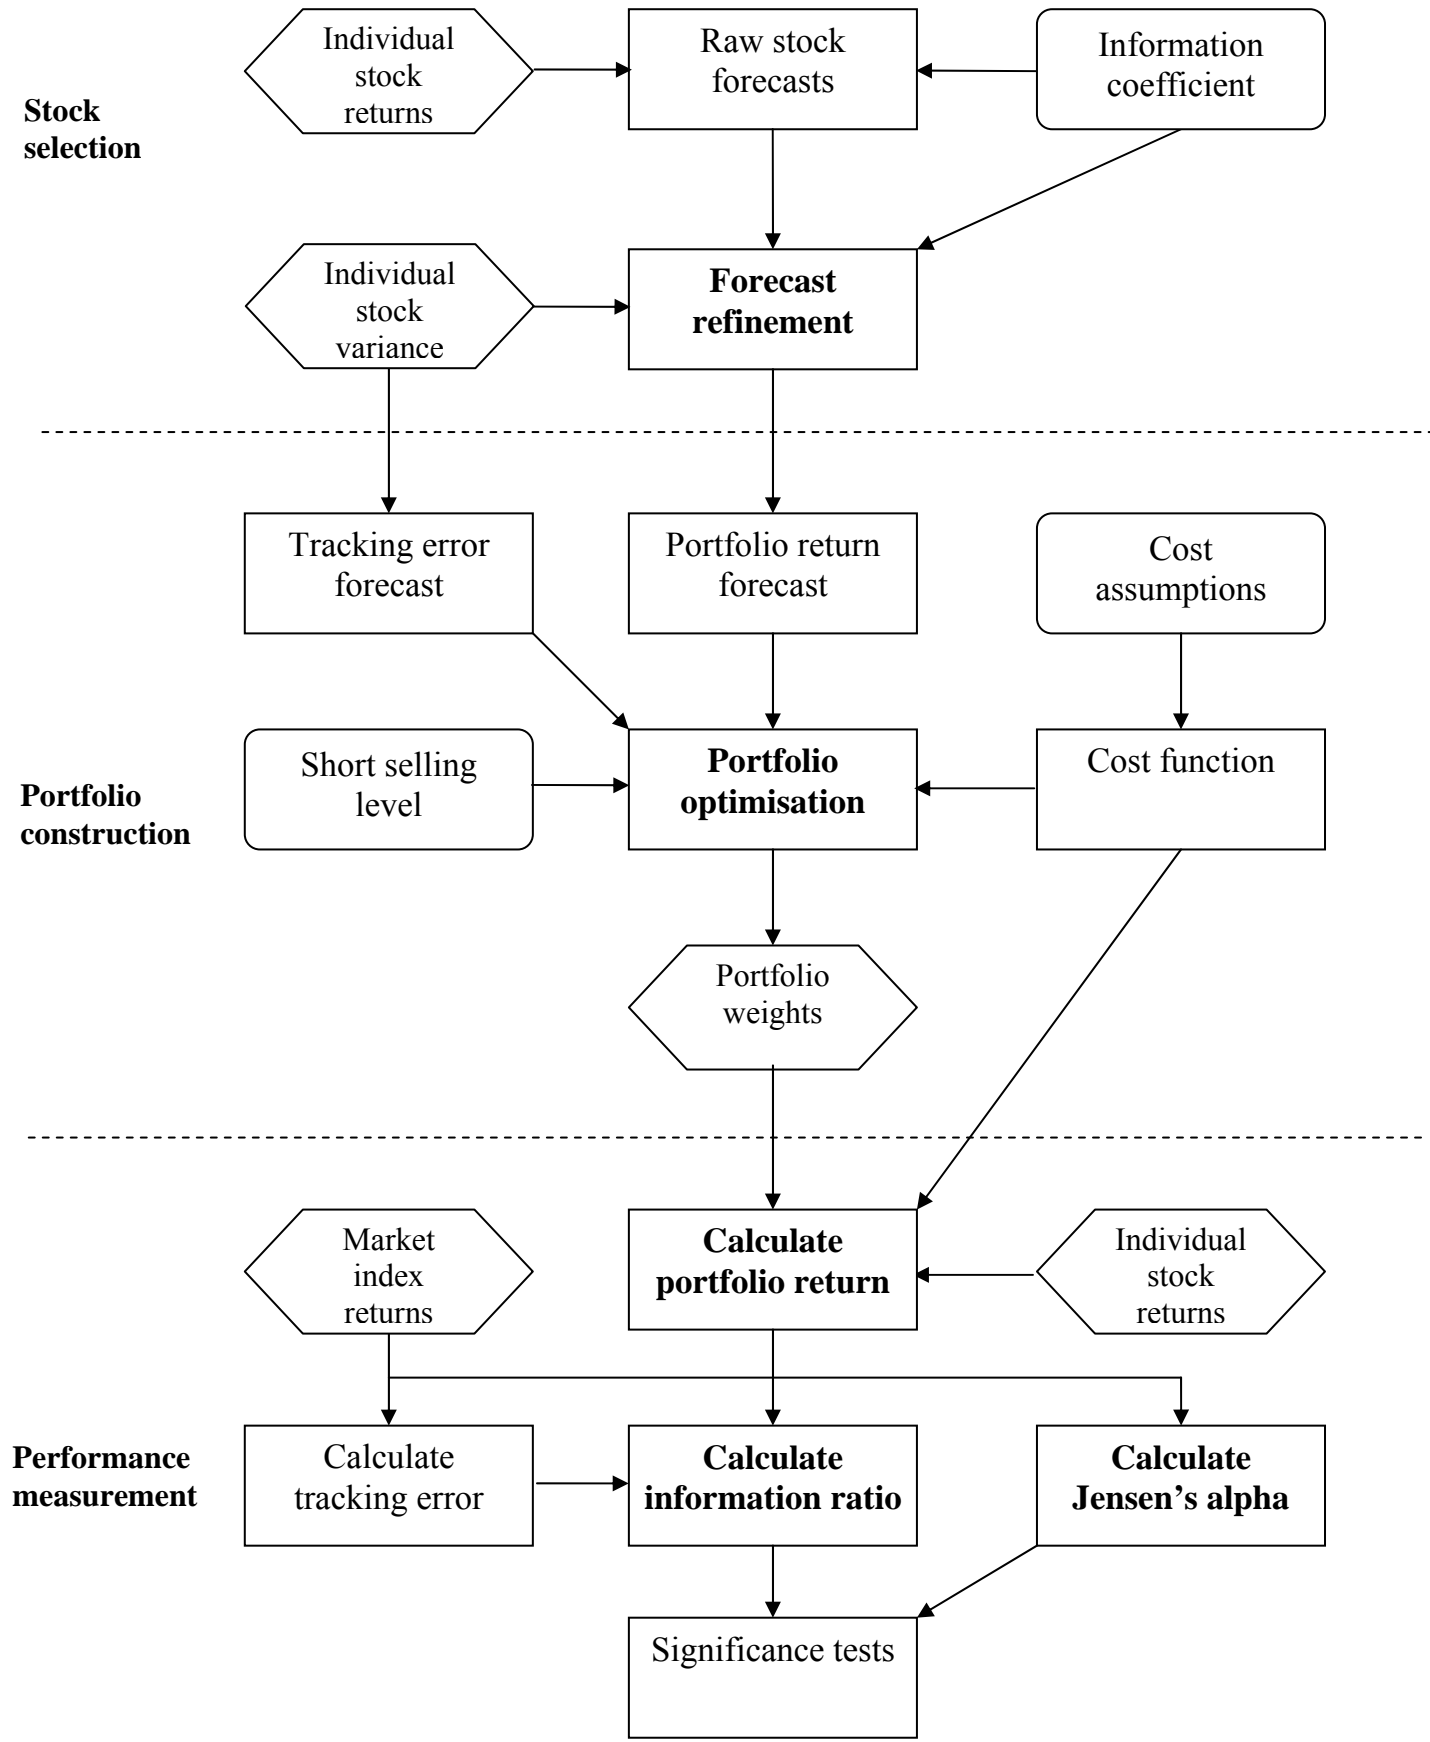 Individual
stock
returns
Raw stock
forecasts
Information
coefficient
Stock
selection
Individual
stock
variance
Forecast
refinement
Tracking error
forecast
Portfolio return
forecast
Cost
assumptions
Portfolio
construction
Short selling
level
Portfolio
optimisation
Cost function
Portfolio
weights
Market
index
returns
Calculate
portfolio return
Individual
stock
returns
Performance
measurement
Calculate
tracking error
Calculate
information ratio
Calculate
Jensen’s alpha
Significance tests